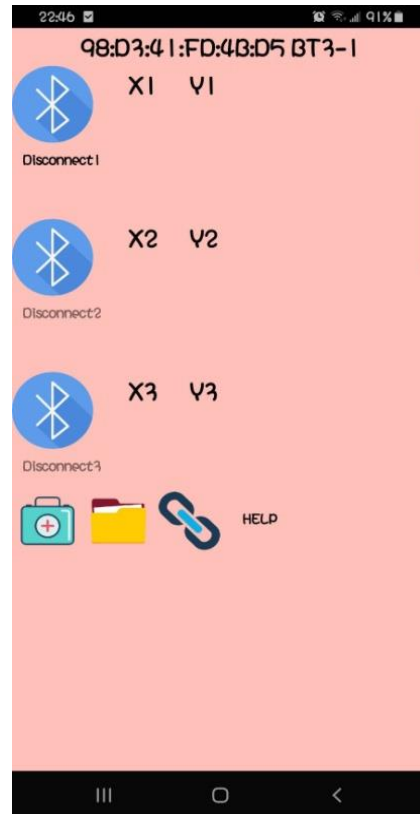 22:46 91%
98:D3:41:FD:4B:D5 BT3-1
X1 Y1
Disconnect1
X2 Y2
Disconnect2
X3 Y3
Disconnect3
HELP